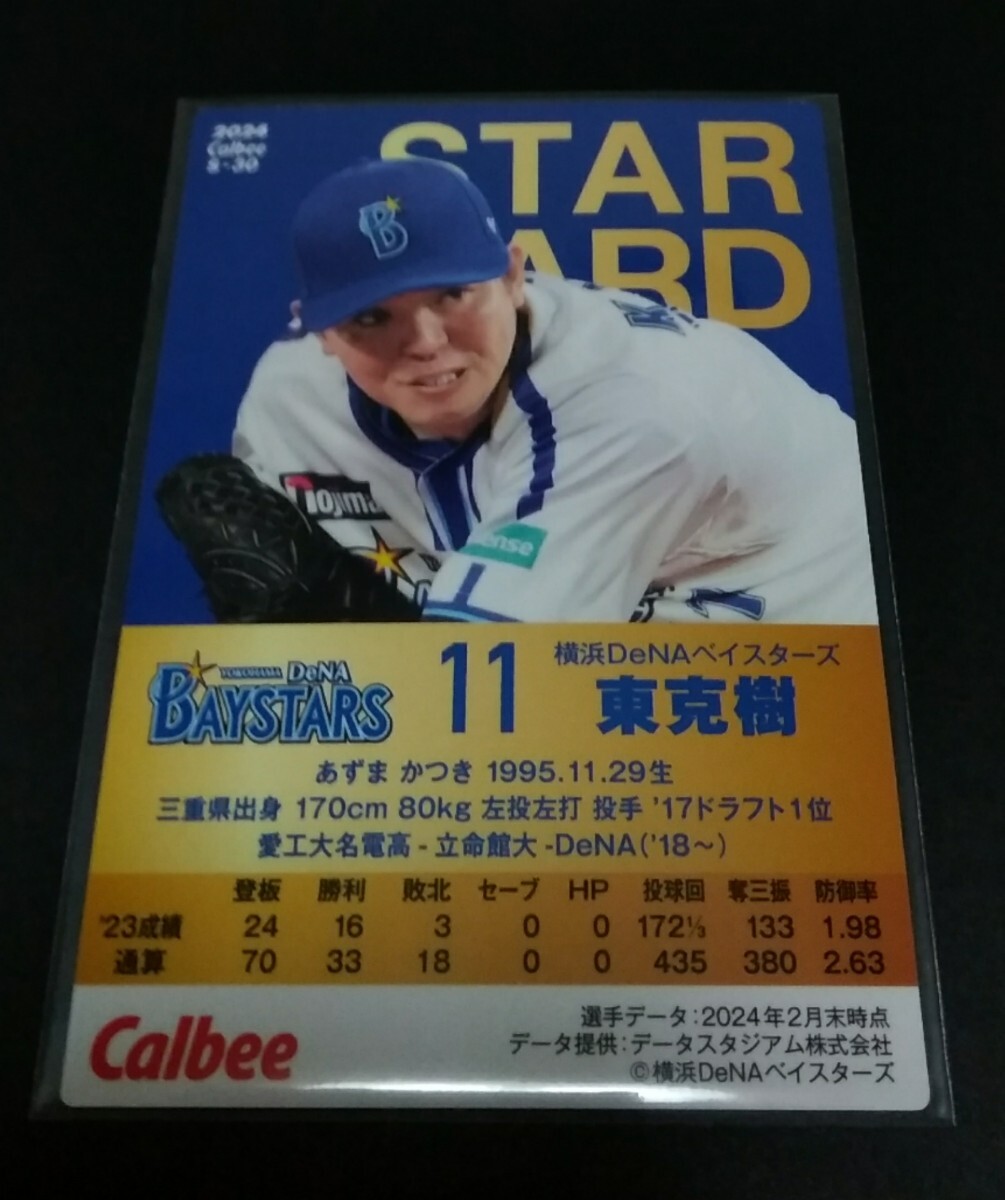 2024
Calbee
S-30
STAR
ARD
B
nojima
ense
YOKOHAMA DeNA
BAYSTARS
11
横浜DeNAベイスターズ
東克樹
あずま かつき 1995.11.29生
三重県出身 170cm 80kg 左投左打 投手 '17ドラフト1位
愛工大名電高-立命館大-DeNA('18～)
登板 勝利 敗北 セーブ HP 投球回 奪三振 防御率
'23成績 24 16 3 0 0 172⅓ 133 1.98
通算 70 33 18 0 0 435 380 2.63
Calbee
選手データ:2024年2月末時点
データ提供:データスタジアム株式会社
©横浜DeNAベイスターズ